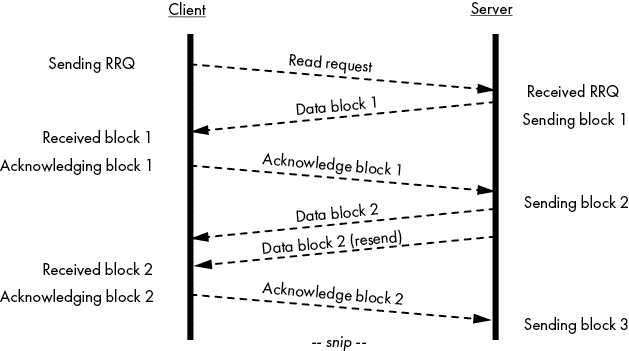 Client
Server
Sending RRQ
Read request
Received RRQ
Data block 1
Sending block 1
Received block 1
Acknowledging block 1
Acknowledge block 1
Sending block 2
Data block 2
Data block 2 (resend)
Received block 2
Acknowledging block 2
Acknowledge block 2
Sending block 3
-- snip --